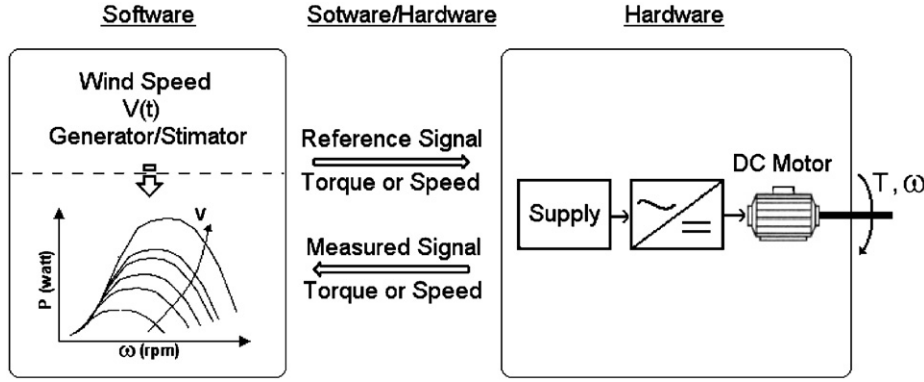 Software
Sotware/Hardware
Hardware
Wind Speed
V(t)
Generator/Stimator
V
P (watt)
ω (rpm)
Reference Signal
Torque or Speed
Measured Signal
Torque or Speed
Supply
DC Motor
T, ω